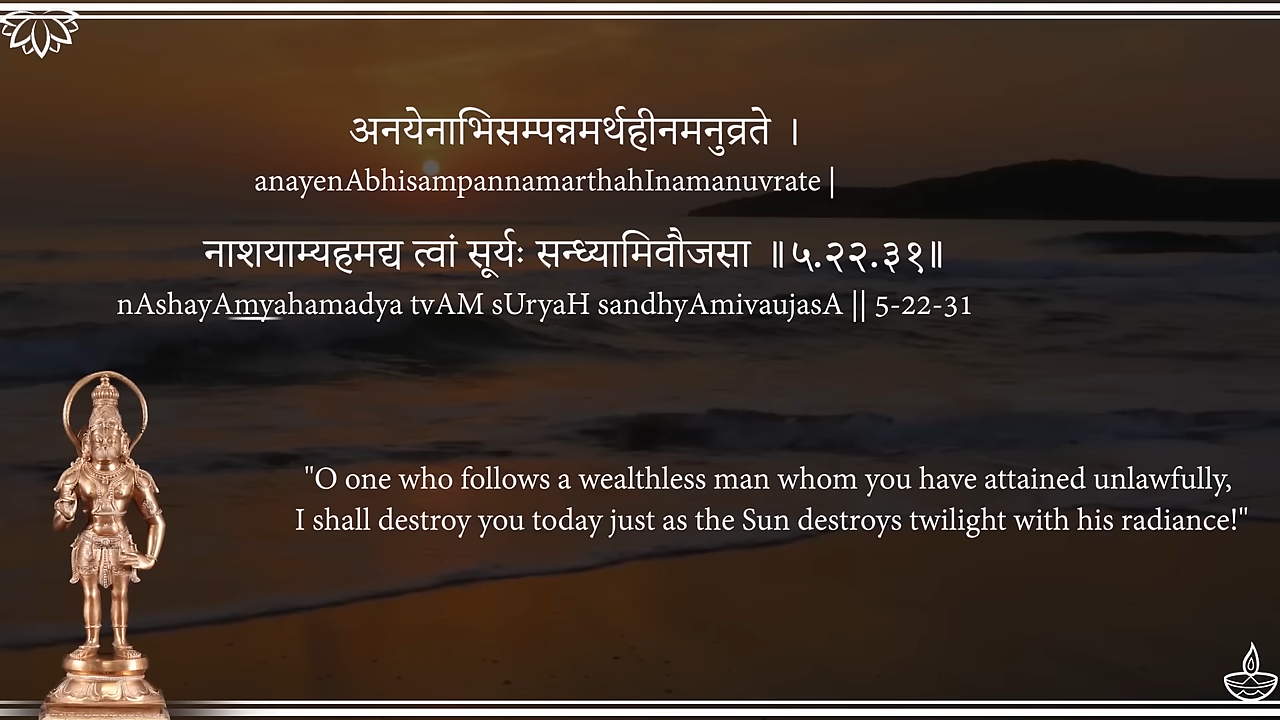 अनयेनाभिसम्पन्नमर्थहीनमनुव्रते ।
anayenAbhisampannamarthahInamanuvrate |
नाशयाम्यहमद्य त्वां सूर्यः सन्ध्यामिवौजसा ॥५.२२.३१॥
nAshayAmyahamadya tvAM sUryaH sandhyAmivaujasA || 5-22-31
"O one who follows a wealthless man whom you have attained unlawfully,
I shall destroy you today just as the Sun destroys twilight with his radiance!"